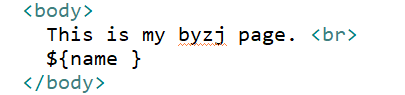 <body>
This is my byzj page. <br>
${name }
</body>